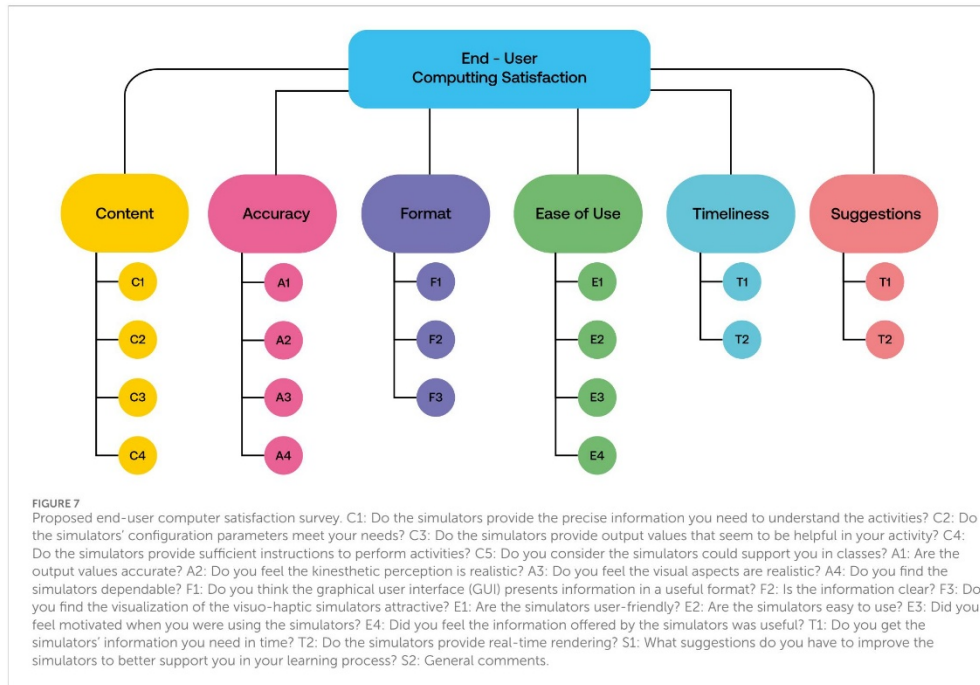 End - User
Computting Satisfaction
Content
Accuracy
Format
Ease of Use
Timeliness
Suggestions
C1
A1
F1
E1
T1
T1
C2
A2
F2
E2
T2
T2
C3
A3
F3
E3
C4
A4
E4
FIGURE 7
Proposed end-user computer satisfaction survey. C1: Do the simulators provide the precise information you need to understand the activities? C2: Do
the simulators’ configuration parameters meet your needs? C3: Do the simulators provide output values that seem to be helpful in your activity? C4:
Do the simulators provide sufficient instructions to perform activities? C5: Do you consider the simulators could support you in classes? A1: Are the
output values accurate? A2: Do you feel the kinesthetic perception is realistic? A3: Do you feel the visual aspects are realistic? A4: Do you find the
simulators dependable? F1: Do you think the graphical user interface (GUI) presents information in a useful format? F2: Is the information clear? F3: Do
you find the visualization of the visuo-haptic simulators attractive? E1: Are the simulators user-friendly? E2: Are the simulators easy to use? E3: Did you
feel motivated when you were using the simulators? E4: Did you feel the information offered by the simulators was useful? T1: Do you get the
simulators’ information you need in time? T2: Do the simulators provide real-time rendering? S1: What suggestions do you have to improve the
simulators to better support you in your learning process? S2: General comments.